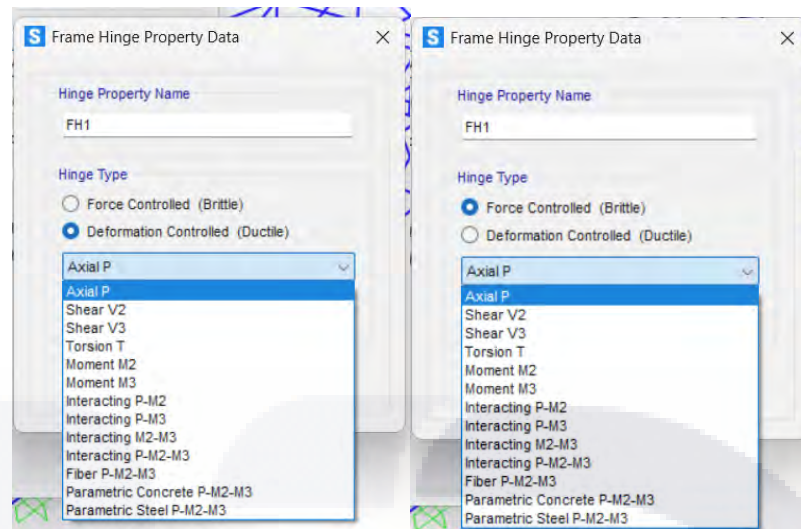 S Frame Hinge Property Data
Hinge Property Name
FH1
Hinge Type
Force Controlled (Brittle)
Deformation Controlled (Ductile)
Axial P
Axial P
Shear V2
Shear V3
Torsion T
Moment M2
Moment M3
Interacting P-M2
Interacting P-M3
Interacting M2-M3
Interacting P-M2-M3
Fiber P-M2-M3
Parametric Concrete P-M2-M3
Parametric Steel P-M2-M3
S Frame Hinge Property Data
Hinge Property Name
FH1
Hinge Type
Force Controlled (Brittle)
Deformation Controlled (Ductile)
Axial P
Axial P
Shear V2
Shear V3
Torsion T
Moment M2
Moment M3
Interacting P-M2
Interacting P-M3
Interacting M2-M3
Interacting P-M2-M3
Fiber P-M2-M3
Parametric Concrete P-M2-M3
Parametric Steel P-M2-M3